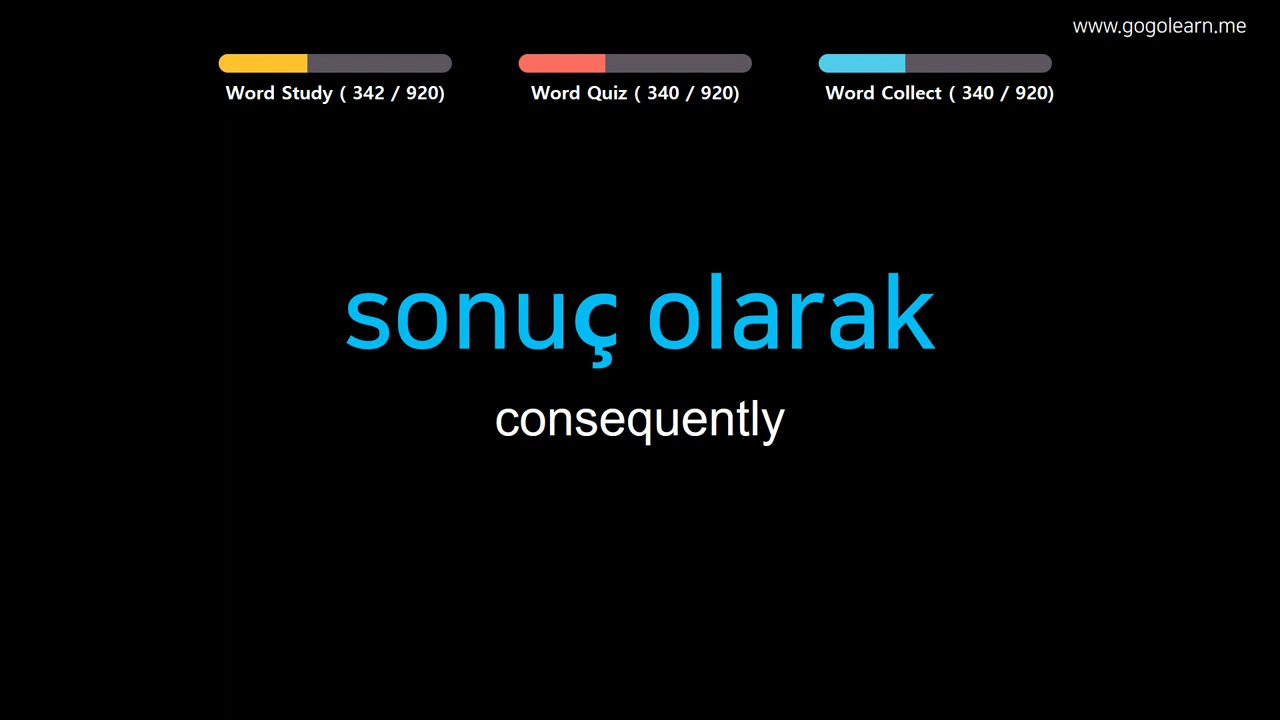 www.gogolearn.me
Word Study ( 342 / 920)
Word Quiz ( 340 / 920)
Word Collect ( 340 / 920)
sonuç olarak
consequently